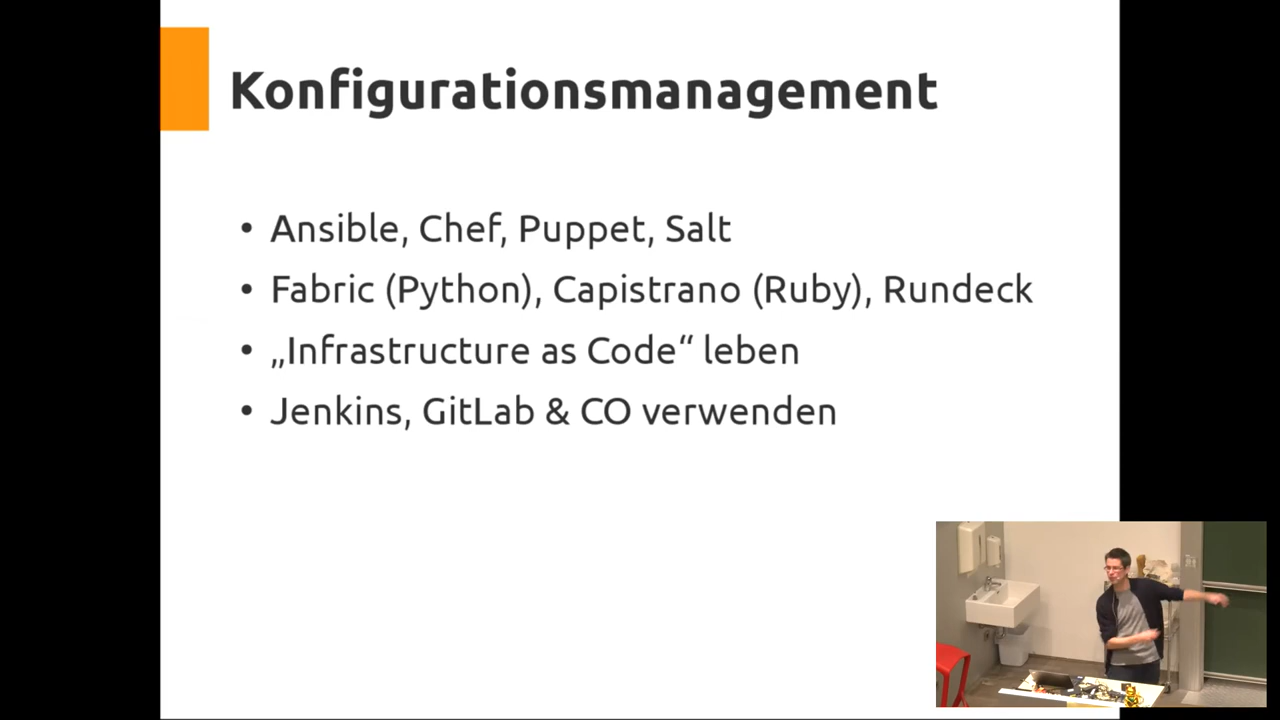 Konfigurationsmanagement
• Ansible, Chef, Puppet, Salt
• Fabric (Python), Capistrano (Ruby), Rundeck
• „Infrastructure as Code“ leben
• Jenkins, GitLab & CO verwenden